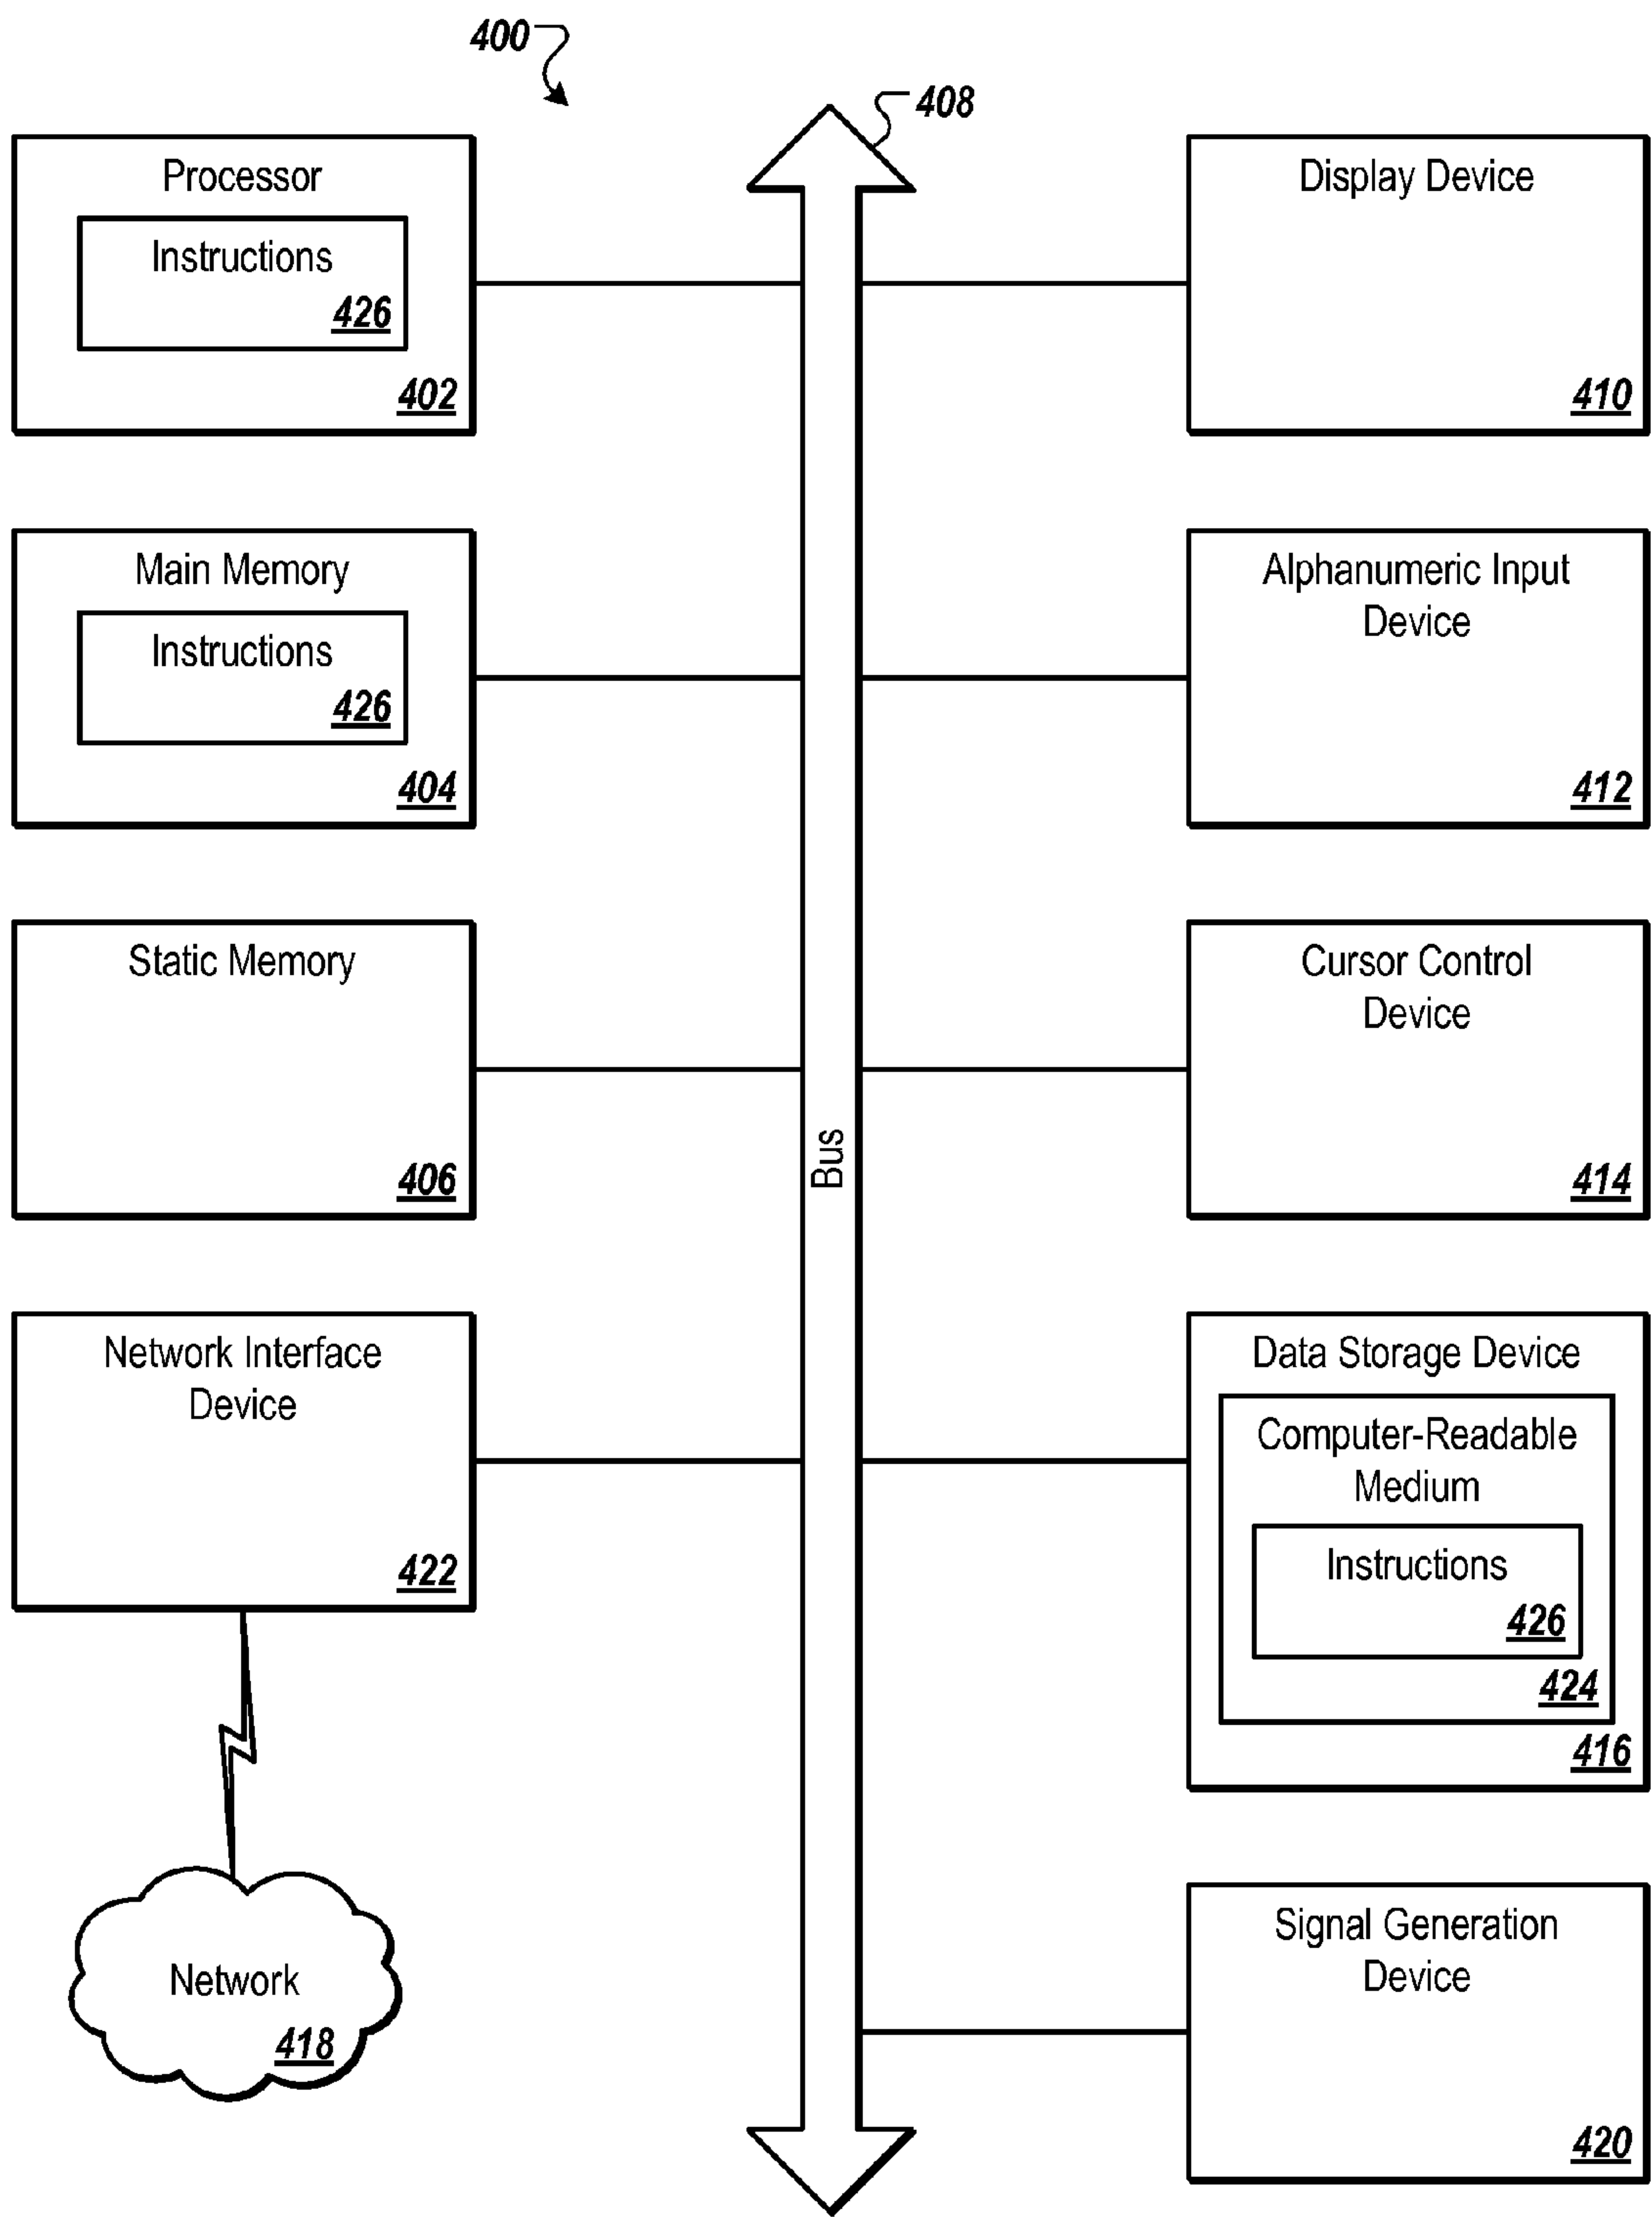 400
408
Processor
Instructions
426
402
Display Device
410
Main Memory
Instructions
426
404
Alphanumeric Input
Device
412
Static Memory
406
Cursor Control
Device
414
Bus
Network Interface
Device
422
Data Storage Device
Computer-Readable
Medium
Instructions
426
424
416
Network
418
Signal Generation
Device
420